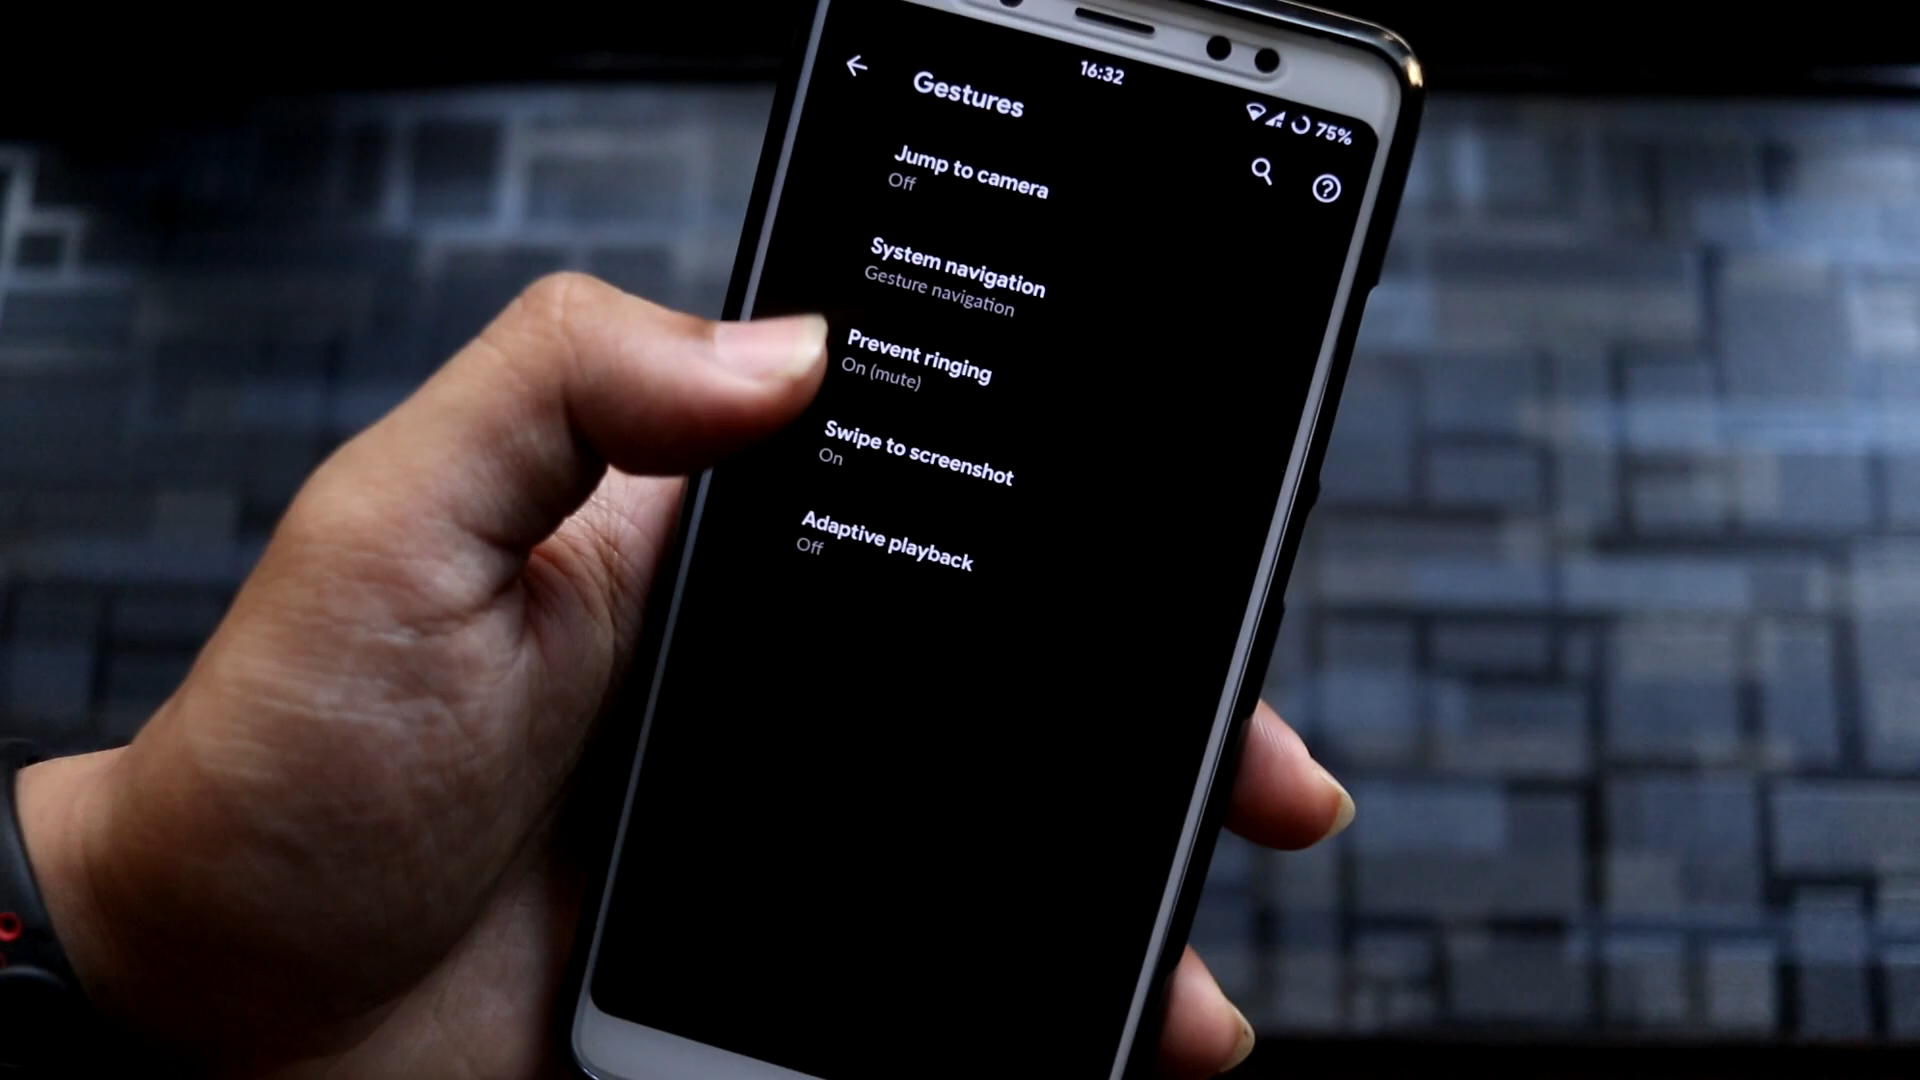 16:32
75%
Gestures
Jump to camera
Off
System navigation
Gesture navigation
Prevent ringing
On (mute)
Swipe to screenshot
On
Adaptive playback
Off